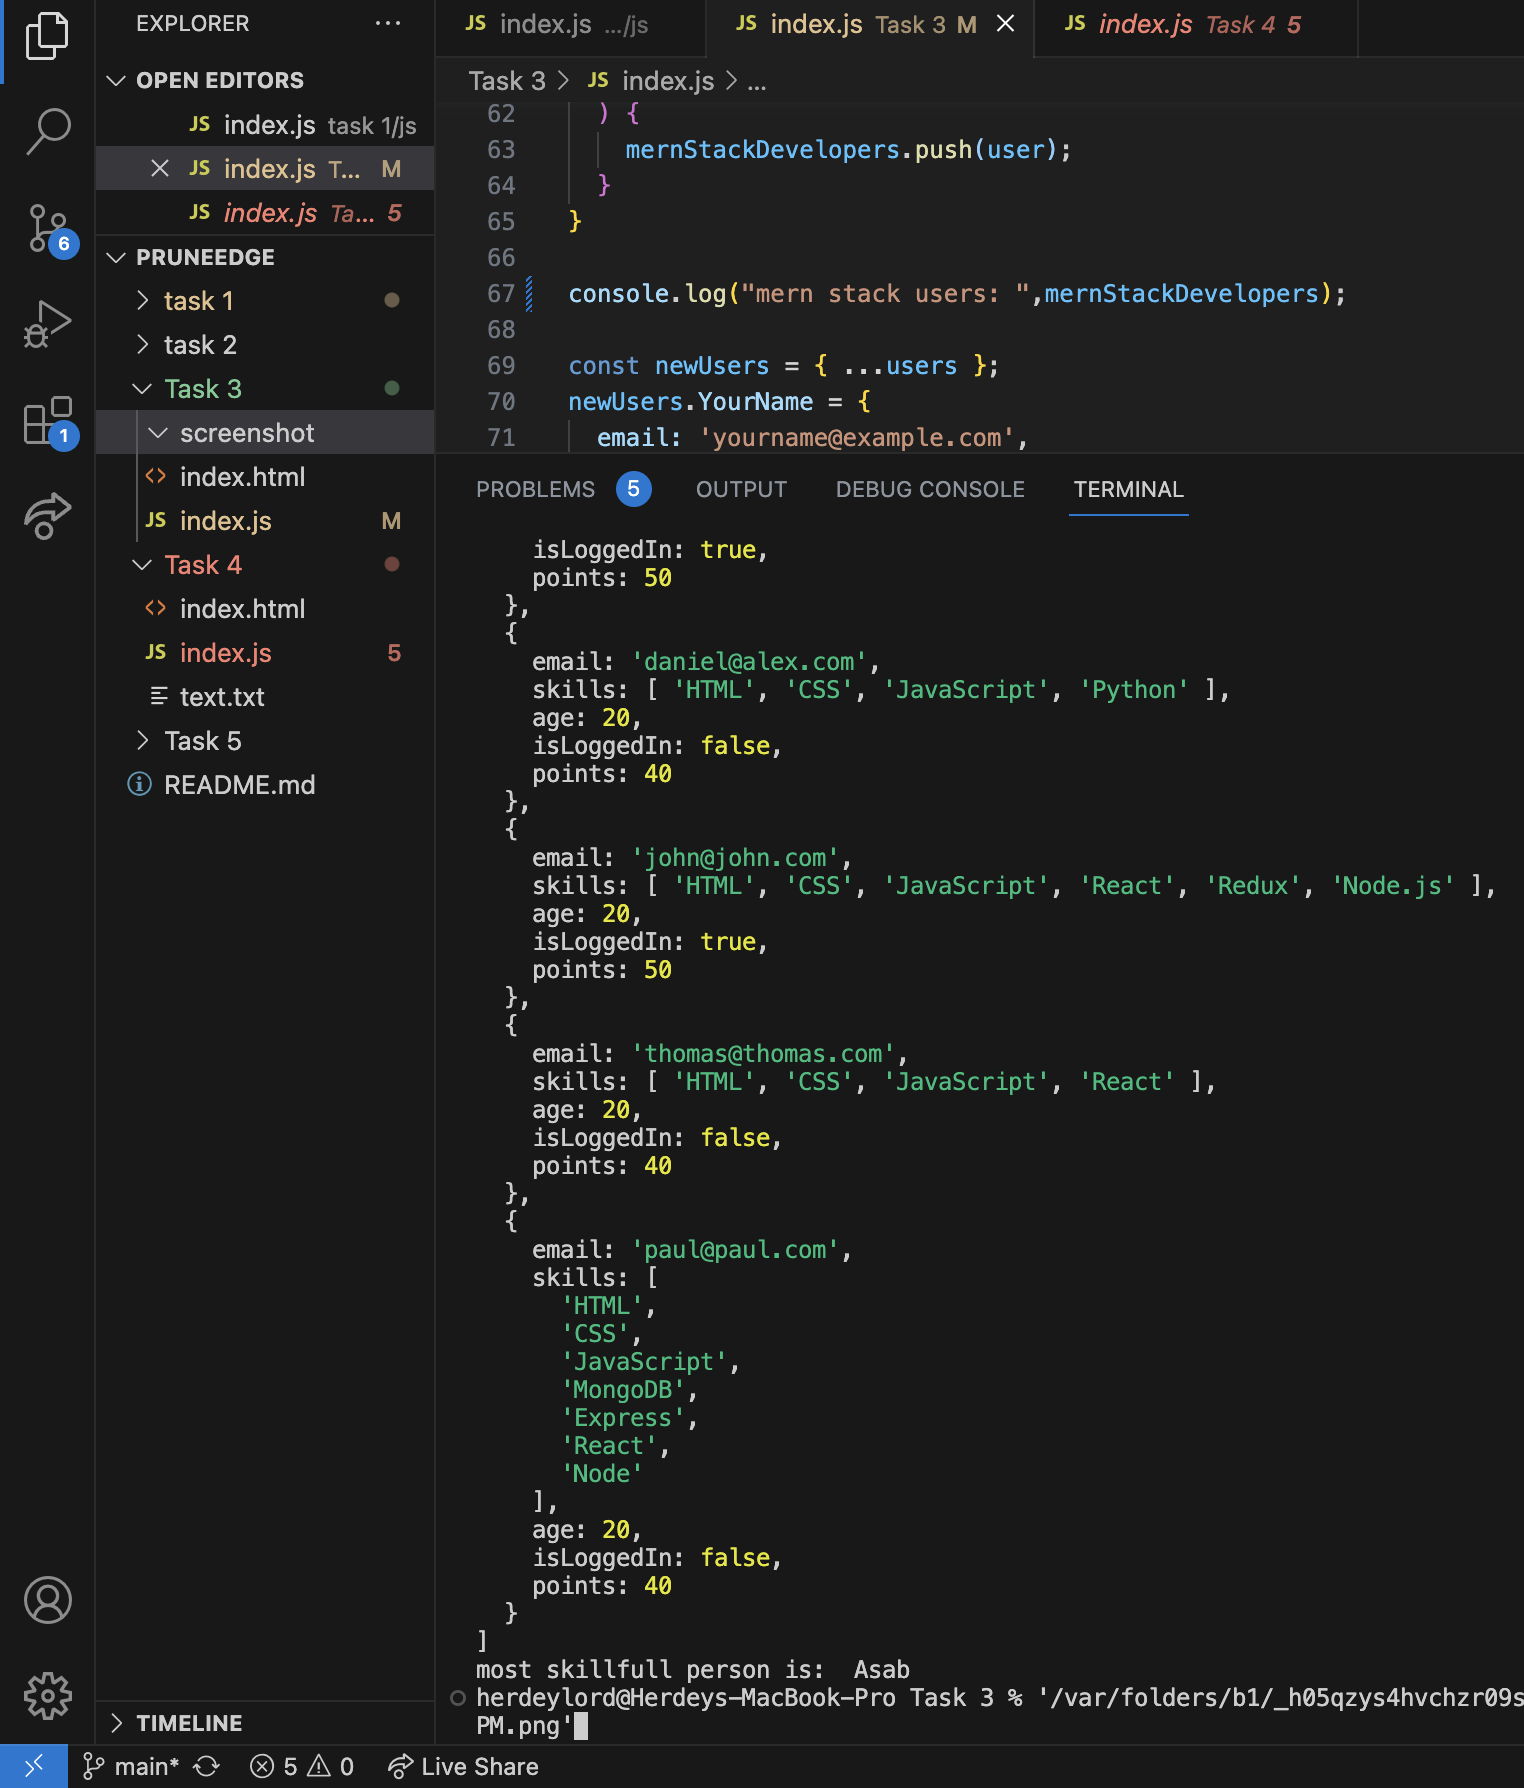 EXPLORER ...
OPEN EDITORS
JS index.js task 1/js
JS index.js T... M
JS index.js Ta... 5
PRUNEEDGE
task 1
task 2
Task 3
screenshot
<> index.html
JS index.js M
Task 4
<> index.html
JS index.js 5
text.txt
Task 5
README.md
TIMELINE
6
1
JS index.js .../js
JS index.js Task 3 M
JS index.js Task 4 5
Task 3 > JS index.js > ...
62 ) {
63 mernStackDevelopers.push(user);
64 }
65 }
66
67 console.log("mern stack users: ",mernStackDevelopers);
68
69 const newUsers = { ...users };
70 newUsers.YourName = {
71 email: 'yourname@example.com',
PROBLEMS 5 OUTPUT DEBUG CONSOLE TERMINAL
isLoggedIn: true,
points: 50
},
{
email: 'daniel@alex.com',
skills: [ 'HTML', 'CSS', 'JavaScript', 'Python' ],
age: 20,
isLoggedIn: false,
points: 40
},
{
email: 'john@john.com',
skills: [ 'HTML', 'CSS', 'JavaScript', 'React', 'Redux', 'Node.js' ],
age: 20,
isLoggedIn: true,
points: 50
},
{
email: 'thomas@thomas.com',
skills: [ 'HTML', 'CSS', 'JavaScript', 'React' ],
age: 20,
isLoggedIn: false,
points: 40
},
{
email: 'paul@paul.com',
skills: [
'HTML',
'CSS',
'JavaScript',
'MongoDB',
'Express',
'React',
'Node'
],
age: 20,
isLoggedIn: false,
points: 40
}
]
most skillfull person is:  Asab
herdeylord@Herdeys-MacBook-Pro Task 3 % '/var/folders/b1/_h05qzys4hvchzr09s
PM.png'
main* 5 0 Live Share